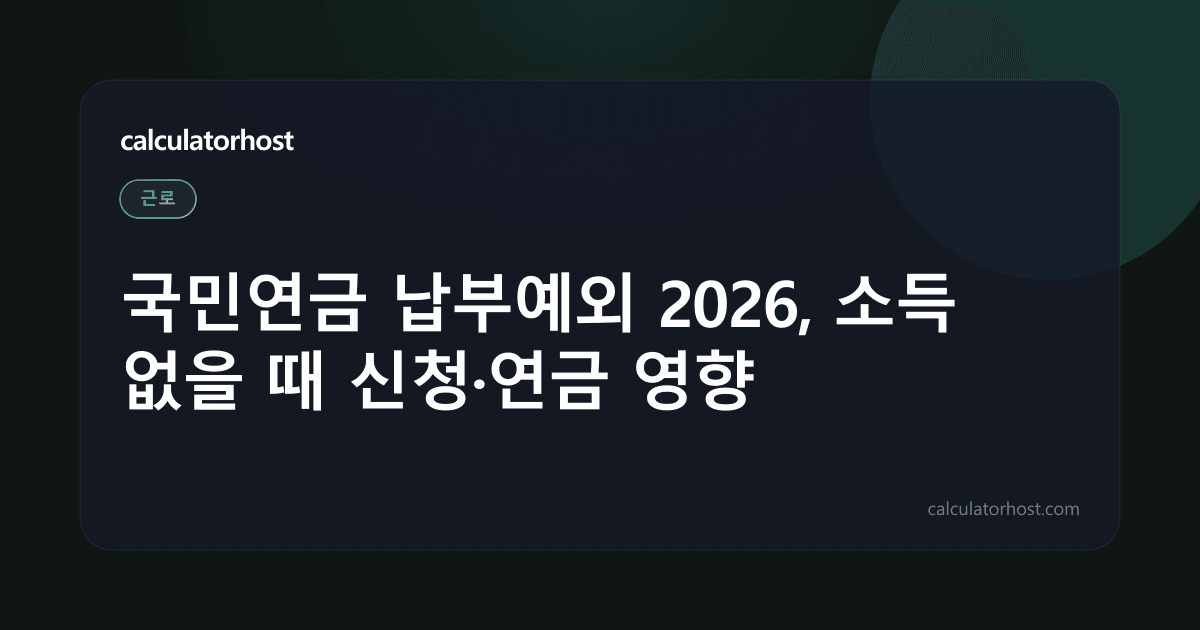 calculatorhost
근로
국민연금 납부예외 2026, 소득
없을 때 신청·연금 영향
calculatorhost.com